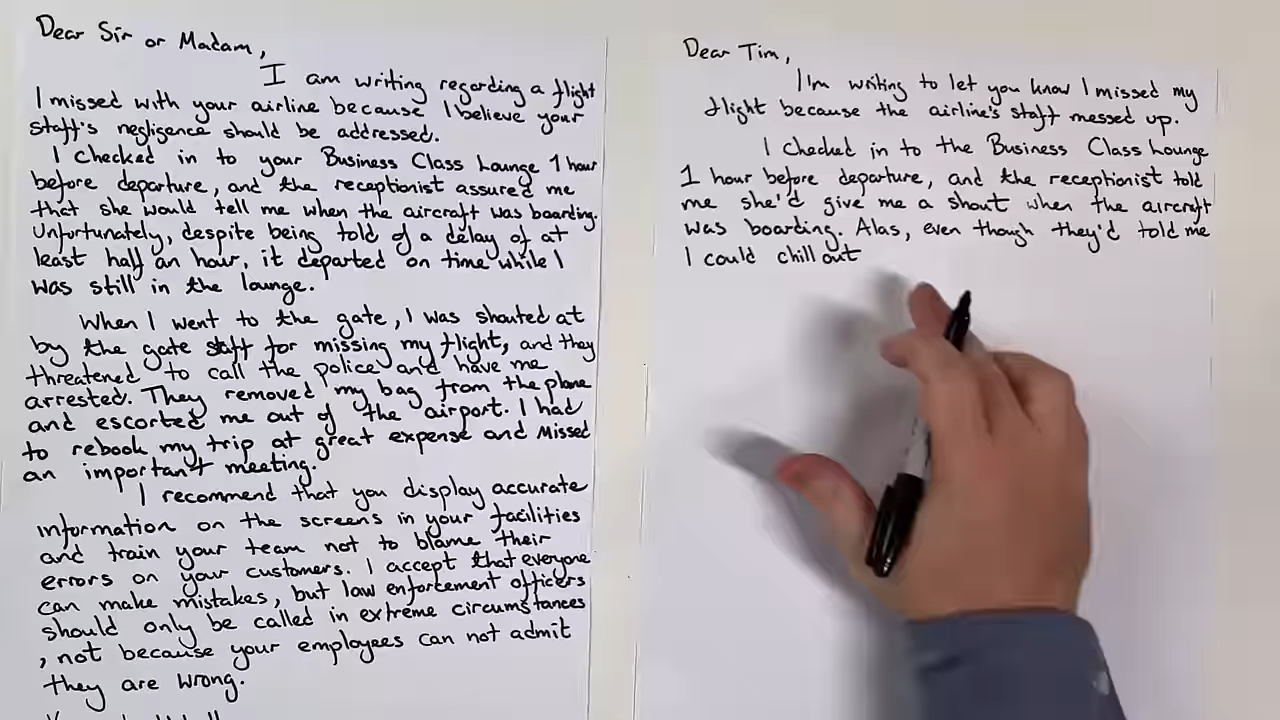 Dear Sir or Madam,
I am writing regarding a flight
I missed with your airline because I believe your
staff's negligence should be addressed.
I checked in to your Business Class Lounge 1 hour
before departure, and the receptionist assured me
that she would tell me when the aircraft was boarding.
Unfortunately, despite being told of a delay of at
least half an hour, it departed on time while I
was still in the lounge.
When I went to the gate, I was shouted at
by the gate staff for missing my flight, and they
threatened to call the police and have me
arrested. They removed my bag from the plane
and escorted me out of the airport. I had
to rebook my trip at great expense and missed
an important meeting.
I recommend that you display accurate
information on the screens in your facilities
and train your team not to blame their
errors on your customers. I accept that everyone
can make mistakes, but law enforcement officers
should only be called in extreme circumstances
, not because your employees can not admit
they are wrong.
Dear Tim,
I'm writing to let you know I missed my
flight because the airline's staff messed up.
I checked in to the Business Class Lounge
1 hour before departure, and the receptionist told
me she'd give me a shout when the aircraft
was boarding. Alas, even though they'd told me
I could chill out